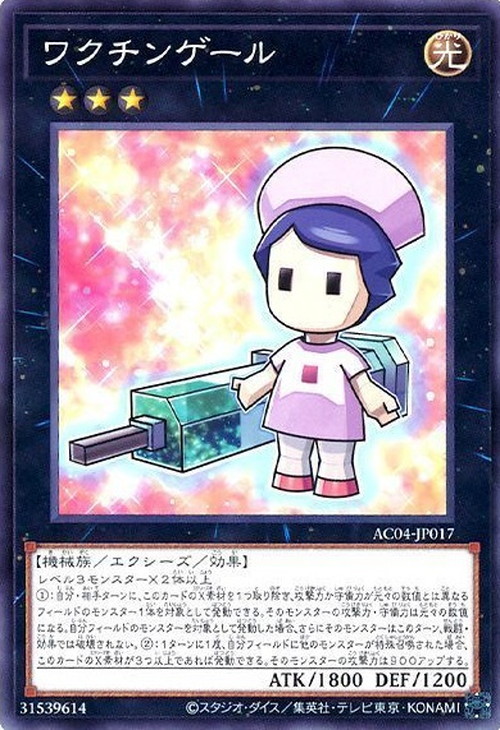 ワクチンゲール
光
AC04-JP017
【機械族/エクシーズ/効果】
レベル3モンスター×2体以上
①:自分・相手ターンに、このカードのX素材を1つ取り除き、攻撃力か守備力が元々の数値とは異なる
フィールドのモンスター1体を対象として発動できる。そのモンスターの攻撃力・守備力は元々の数値
になる。自分フィールドのモンスターを対象として発動した場合、さらにそのモンスターはこのターン、戦闘・
効果では破壊されない。②:1ターンに1度、自分フィールドに他のモンスターが特殊召喚された場合、
このカードのX素材が3つ以上であれば発動できる。そのモンスターの攻撃力は900アップする。
ATK/1800 DEF/1200
31539614
©スタジオ・ダイス/集英社・テレビ東京・KONAMI